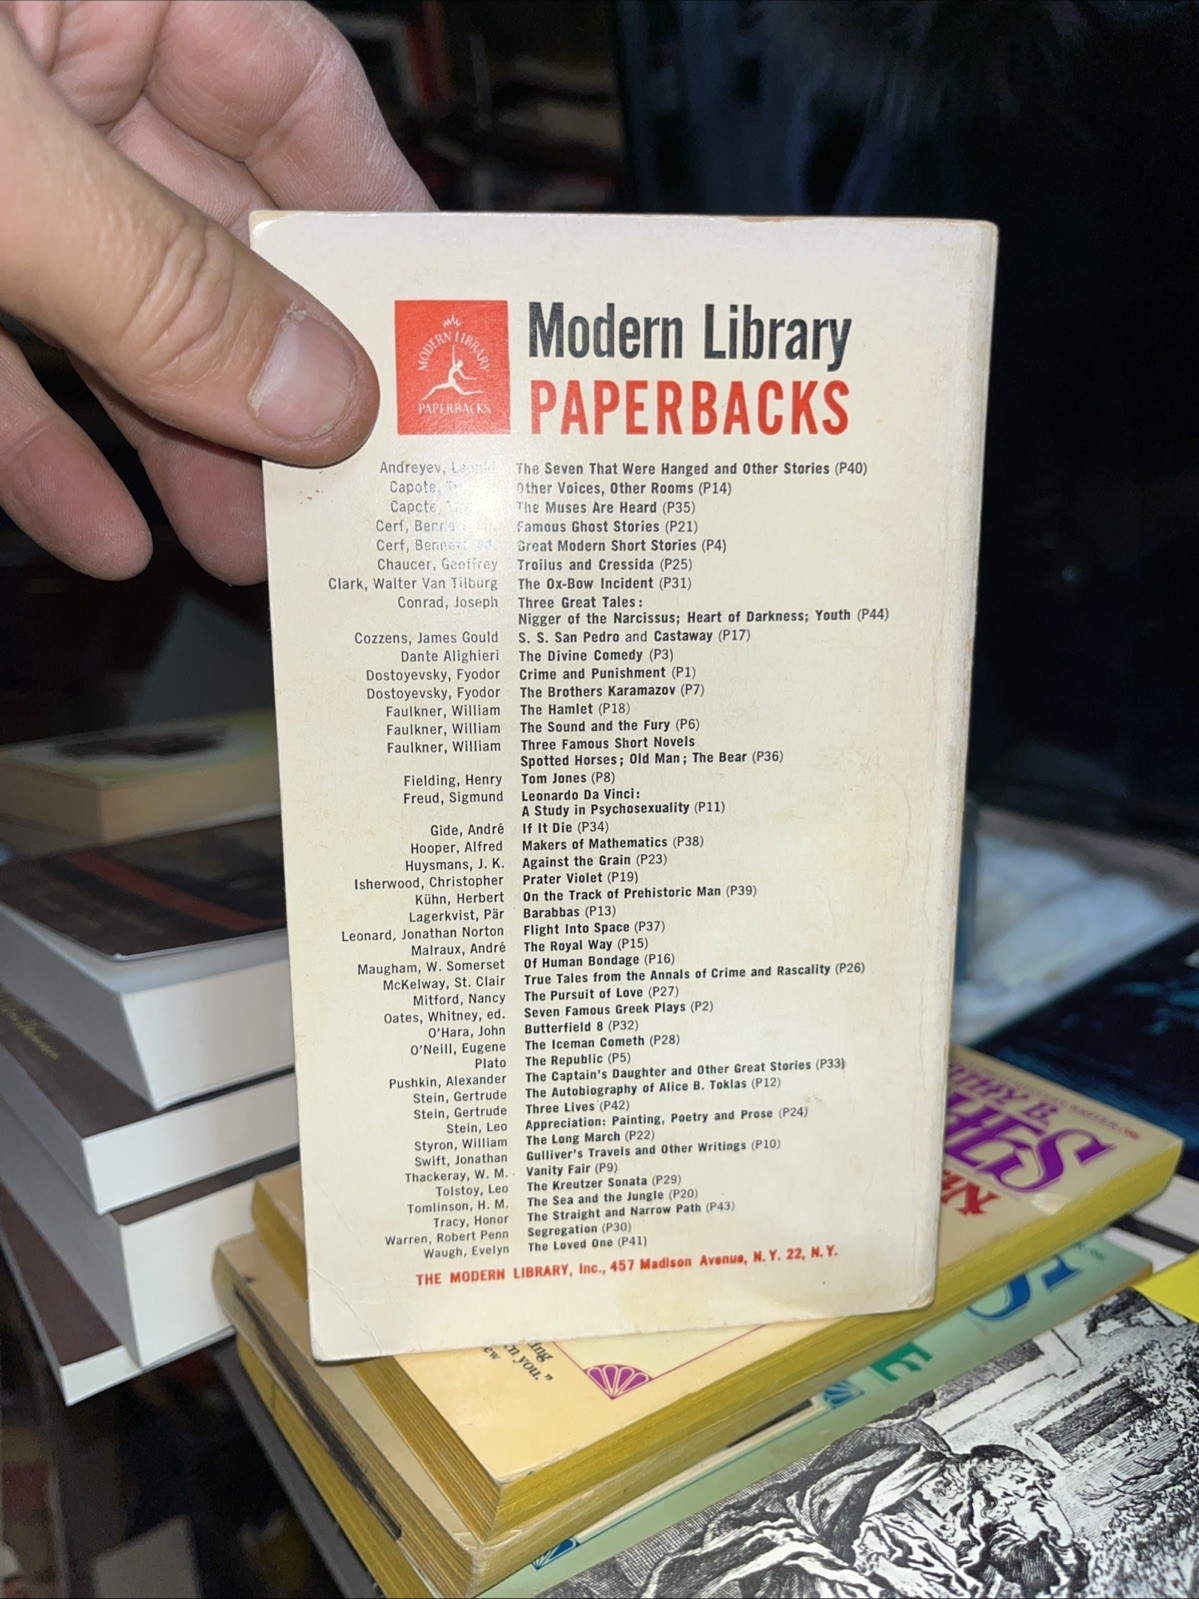 MODERN LIBRARY
PAPERBACKS
Modern Library
PAPERBACKS
Andreyev, Leonid The Seven That Were Hanged and Other Stories (P40)
Capote, Other Voices, Other Rooms (P14)
Capote, The Muses Are Heard (P35)
Cerf, Bennett Famous Ghost Stories (P21)
Cerf, Bennett Great Modern Short Stories (P4)
Chaucer, Geoffrey Troilus and Cressida (P25)
Clark, Walter Van Tilburg The Ox-Bow Incident (P31)
Conrad, Joseph Three Great Tales:
Nigger of the Narcissus; Heart of Darkness; Youth (P44)
Cozzens, James Gould S. S. San Pedro and Castaway (P17)
Dante Alighieri The Divine Comedy (P3)
Dostoyevsky, Fyodor Crime and Punishment (P1)
Dostoyevsky, Fyodor The Brothers Karamazov (P7)
Faulkner, William The Hamlet (P18)
Faulkner, William The Sound and the Fury (P6)
Faulkner, William Three Famous Short Novels
Spotted Horses; Old Man; The Bear (P36)
Fielding, Henry Tom Jones (P8)
Freud, Sigmund Leonardo Da Vinci:
A Study in Psychosexuality (P11)
Gide, André If It Die (P34)
Hooper, Alfred Makers of Mathematics (P38)
Huysmans, J. K. Against the Grain (P23)
Isherwood, Christopher Prater Violet (P19)
Kühn, Herbert On the Track of Prehistoric Man (P39)
Lagerkvist, Pär Barabbas (P13)
Leonard, Jonathan Norton Flight Into Space (P37)
Malraux, André The Royal Way (P15)
Maugham, W. Somerset Of Human Bondage (P16)
McKelway, St. Clair True Tales from the Annals of Crime and Rascality (P26)
Mitford, Nancy The Pursuit of Love (P27)
Oates, Whitney, ed. Seven Famous Greek Plays (P2)
O'Hara, John Butterfield 8 (P32)
O'Neill, Eugene The Iceman Cometh (P28)
Plato The Republic (P5)
Pushkin, Alexander The Captain's Daughter and Other Great Stories (P33)
Stein, Gertrude The Autobiography of Alice B. Toklas (P12)
Stein, Gertrude Three Lives (P42)
Stein, Leo Appreciation: Painting, Poetry and Prose (P24)
Styron, William The Long March (P22)
Swift, Jonathan Gulliver's Travels and Other Writings (P10)
Thackeray, W. M. Vanity Fair (P9)
Tolstoy, Leo The Kreutzer Sonata (P29)
Tomlinson, H. M. The Sea and the Jungle (P20)
Tracy, Honor The Straight and Narrow Path (P43)
Warren, Robert Penn Segregation (P30)
Waugh, Evelyn The Loved One (P41)
THE MODERN LIBRARY, Inc., 457 Madison Avenue, N. Y. 22, N. Y.
you."